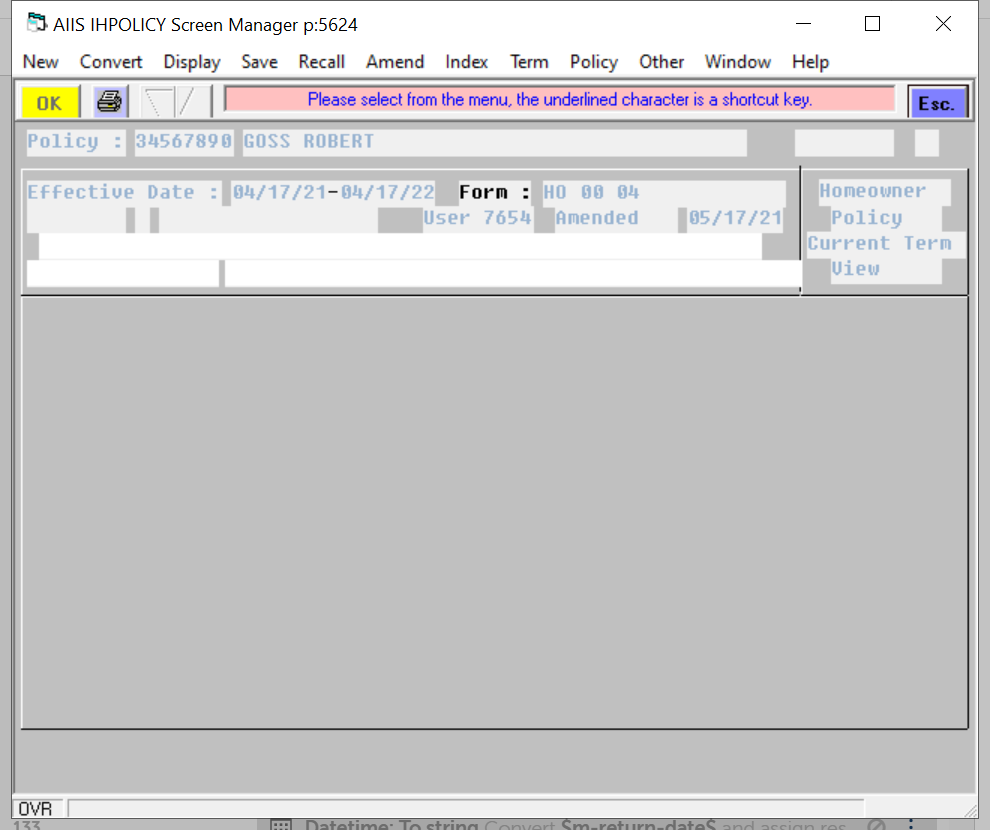 AIIS IHPOLICY Screen Manager p:5624
New Convert Display Save Recall Amend Index Term Policy Other Window Help
OK Please select from the menu, the underlined character is a shortcut key. Esc.
Policy : 34567890 GOSS ROBERT
Effective Date : 04/17/21-04/17/22 Form : HO 00 04 Homeowner
User 7654 Amended 05/17/21 Policy
Current Term
View
OVR
133 Datetime: To string Convert $m-return-date$ and assign res